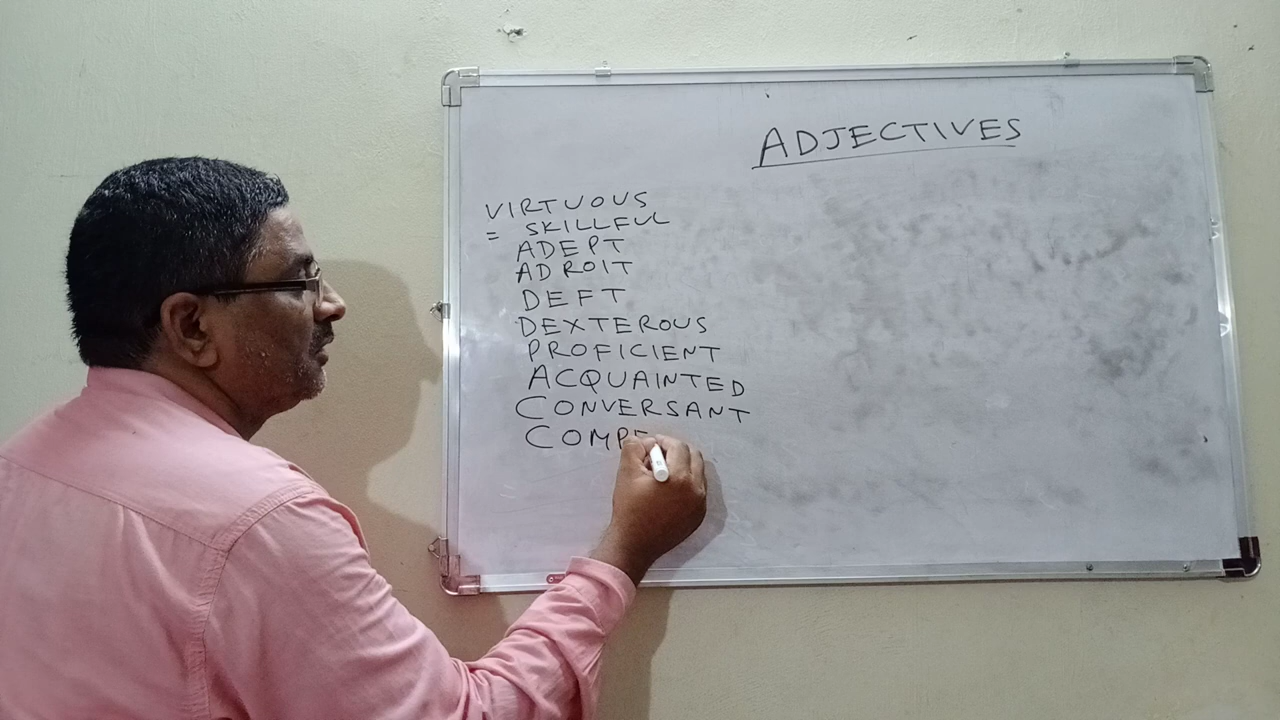 ADJECTIVES
VIRTUOUS
= SKILLFUL
ADEPT
ADROIT
DEFT
DEXTEROUS
PROFICIENT
ACQUAINTED
CONVERSANT
COMPE